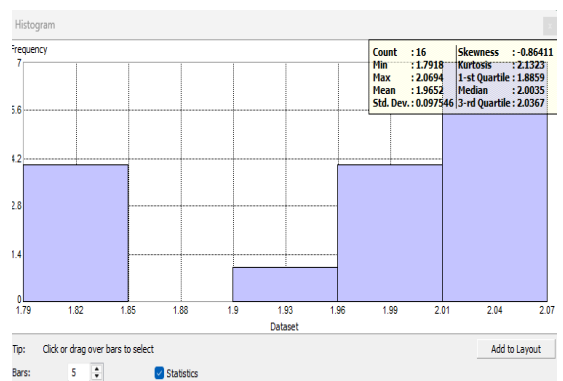 Histogram
Frequency
Count : 16 Skewness : -0.86411
Min : 1.7918 Kurtosis : 2.1323
Max : 2.0694 1-st Quartile : 1.8859
Mean : 1.9652 Median : 2.0035
Std. Dev. : 0.097546 3-rd Quartile : 2.0367
7
5.6
4.2
2.8
1.4
0
1.79 1.82 1.85 1.88 1.9 1.93 1.96 1.99 2.01 2.04 2.07
Dataset
Tip: Click or drag over bars to select
Add to Layout
Bars: 5 Statistics